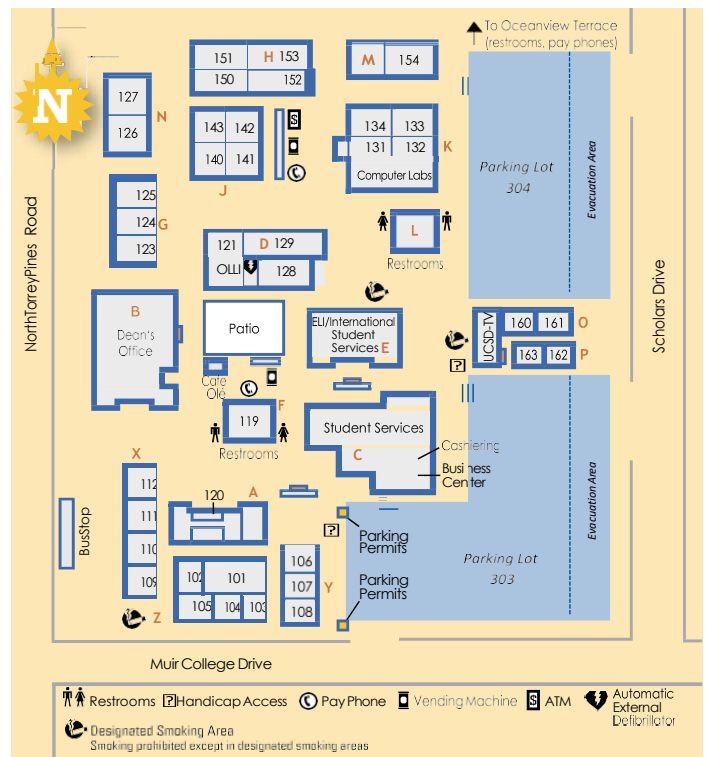 To Oceanview Terrace
(restrooms, pay phones)
N
151
H
153
150
152
M
154
127
126
N
143
142
140
141
J
$
134
133
131
132
K
Computer Labs
Parking Lot
304
Evacuation Area
125
124
123
G
NorthTorreyPines Road
121
D
129
OLLI
128
L
Restrooms
B
Dean's
Office
Patio
ELI/International
Student
Services E
UCSD-TV
160
161
O
163
162
P
?
Scholars Drive
Café
Olé
F
119
Restrooms
Student Services
C
Cashiering
Business
Center
X
112
111
110
109
Z
BusStop
120
A
?
Parking
Permits
Parking
Permits
Parking Lot
303
Evacuation Area
102
101
105
104
103
106
107
108
Y
Muir College Drive
Restrooms
? Handicap Access
Pay Phone
Vending Machine
$ ATM
Automatic
External
Defibrillator
Designated Smoking Area
Smoking prohibited except in designated smoking areas